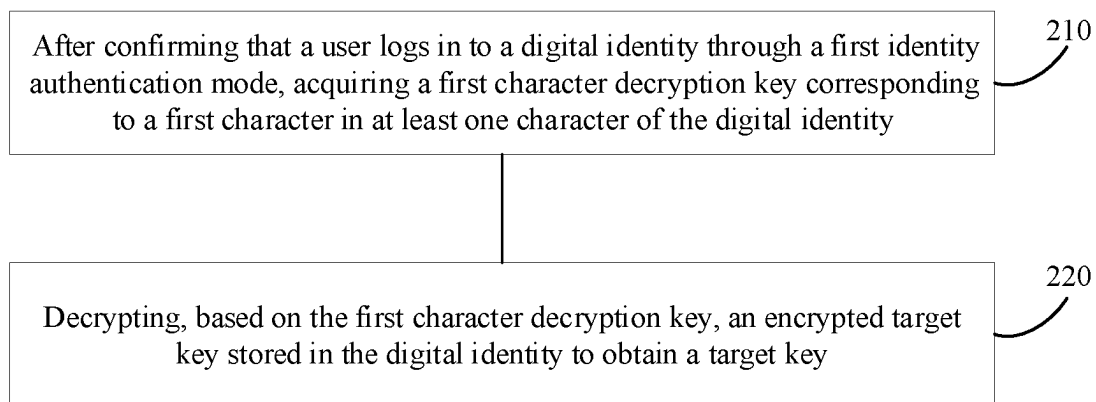 After confirming that a user logs in to a digital identity through a first identity
authentication mode, acquiring a first character decryption key corresponding
to a first character in at least one character of the digital identity
210
Decrypting, based on the first character decryption key, an encrypted target
key stored in the digital identity to obtain a target key
220